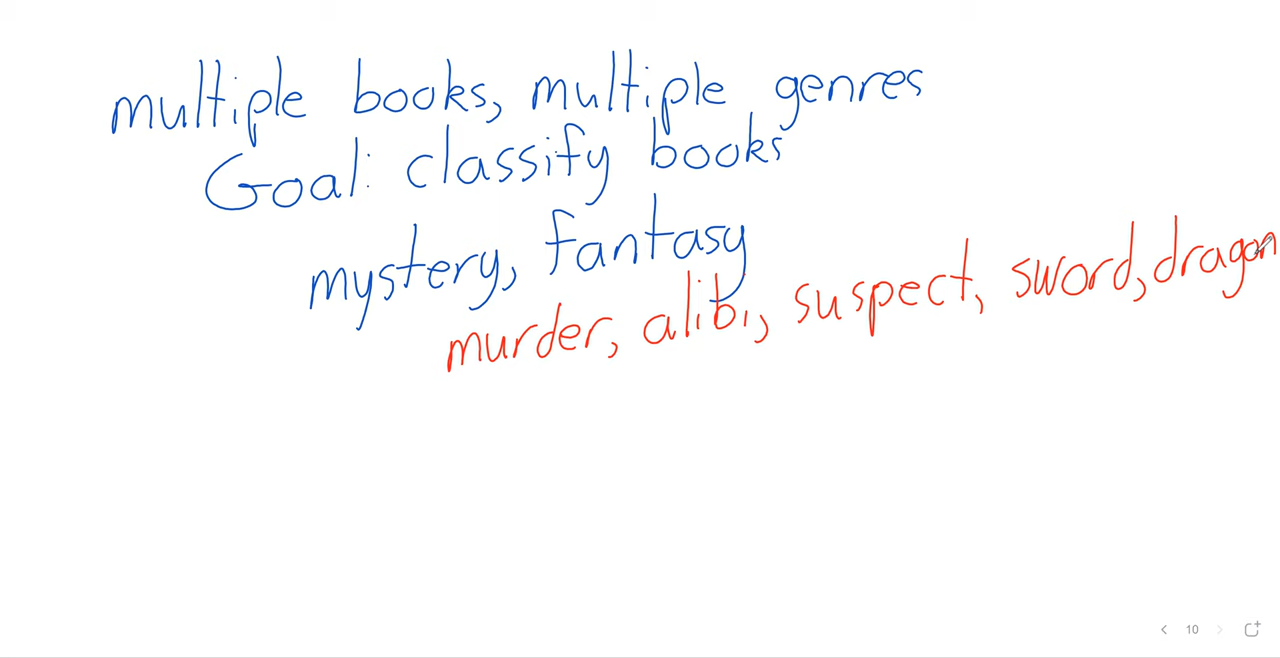 multiple books, multiple genres
Goal: classify books
mystery, fantasy
murder, alibi, suspect, sword, dragon
10